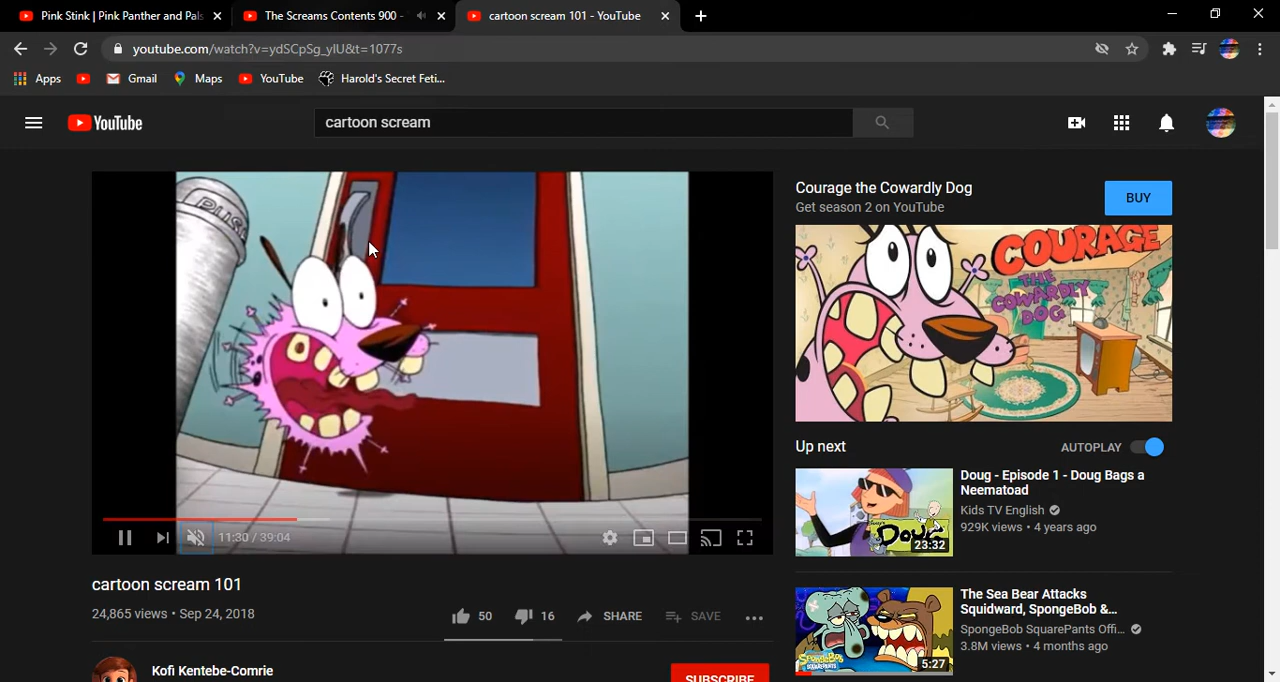 Pink Stink | Pink Panther and Pals
The Screams Contents 900 -
cartoon scream 101 - YouTube
youtube.com/watch?v=ydSCpSg_yIU&t=1077s
Apps
Gmail
Maps
YouTube
Harold's Secret Feti...
YouTube
cartoon scream
PUSH
11:30 / 39:04
cartoon scream 101
24,865 views • Sep 24, 2018
50
16
SHARE
SAVE
Kofi Kentebe-Comrie
SUBSCRIBE
Courage the Cowardly Dog
Get season 2 on YouTube
BUY
COURAGE
THE
COWARDLY
DOG
Up next
AUTOPLAY
Doug - Episode 1 - Doug Bags a
Neematoad
Kids TV English
929K views • 4 years ago
Doug
23:32
The Sea Bear Attacks
Squidward, SpongeBob &...
SpongeBob SquarePants Offi...
3.8M views • 4 months ago
SPONGEBOB
SQUAREPANTS
5:27